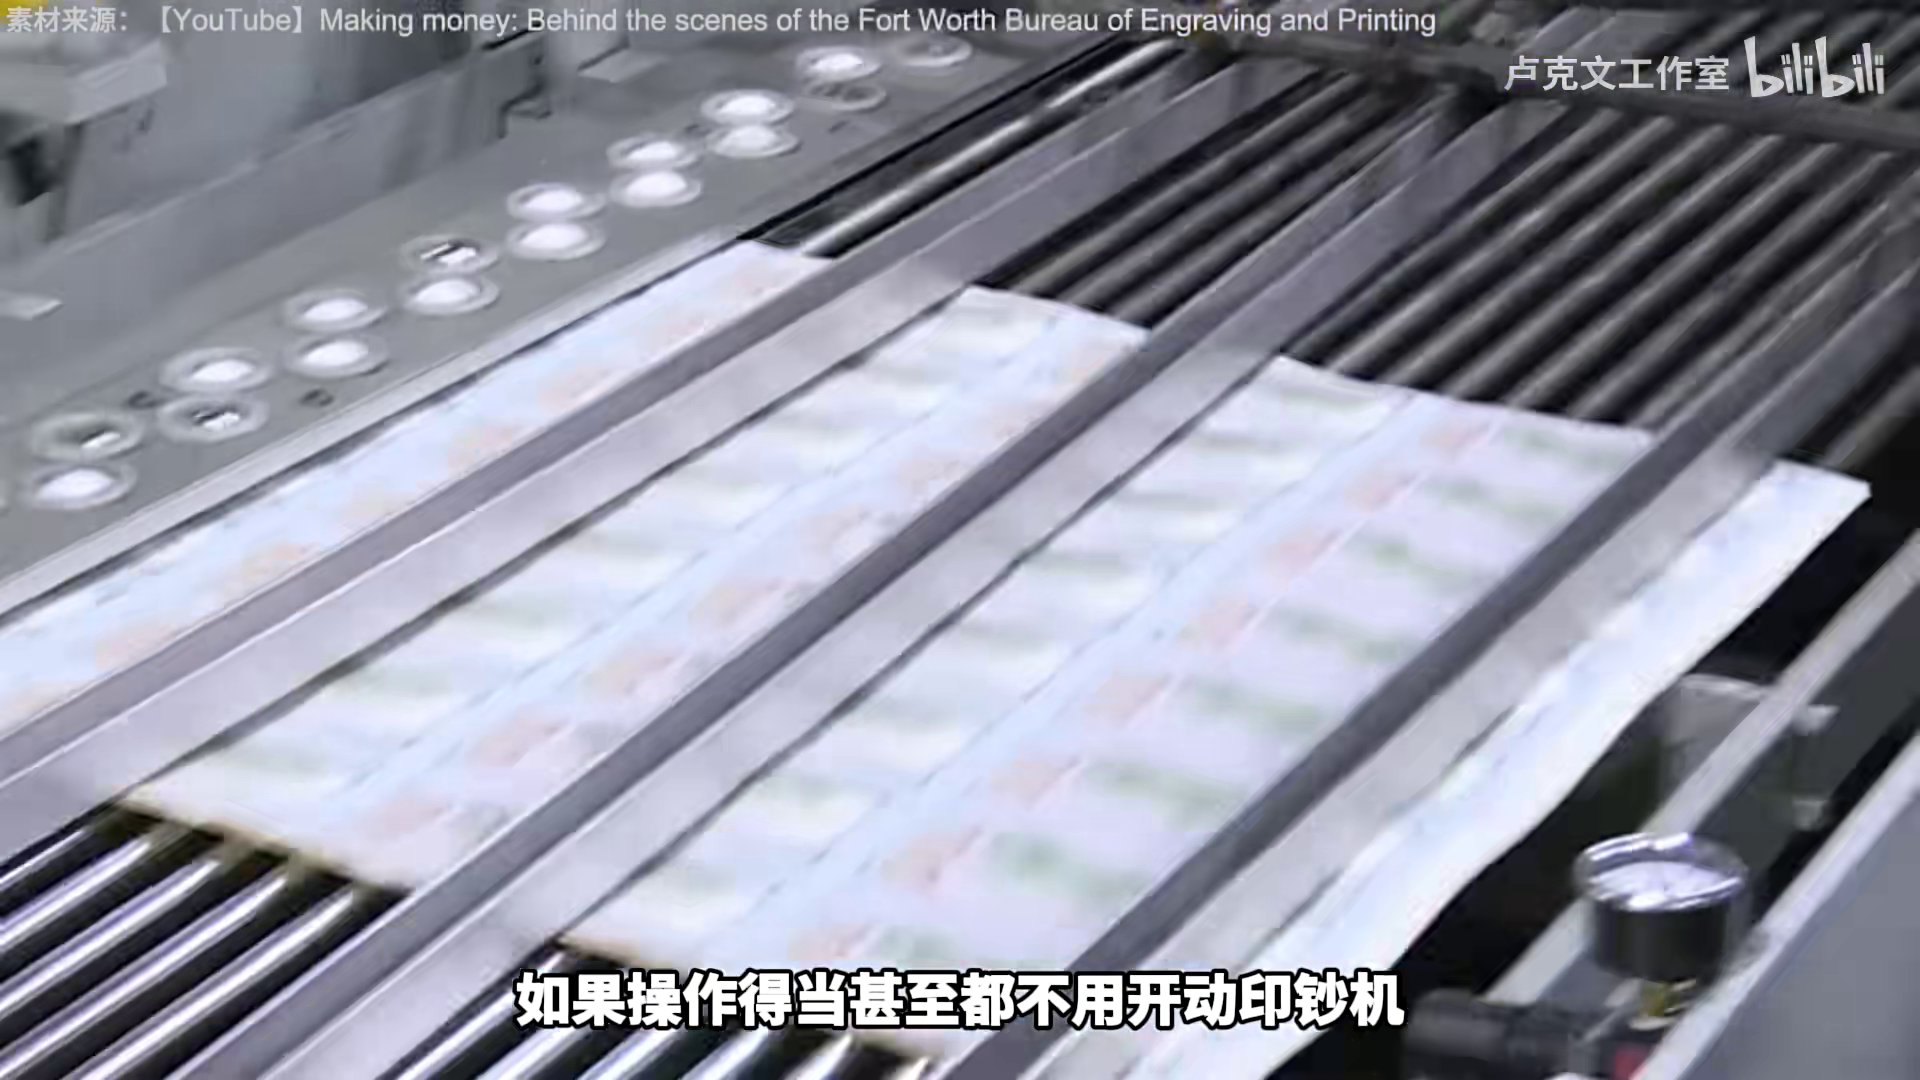 素材来源：【YouTube】Making money: Behind the scenes of the Fort Worth Bureau of Engraving and Printing
卢克文工作室 bilibili
如果操作得当甚至都不用开动印钞机